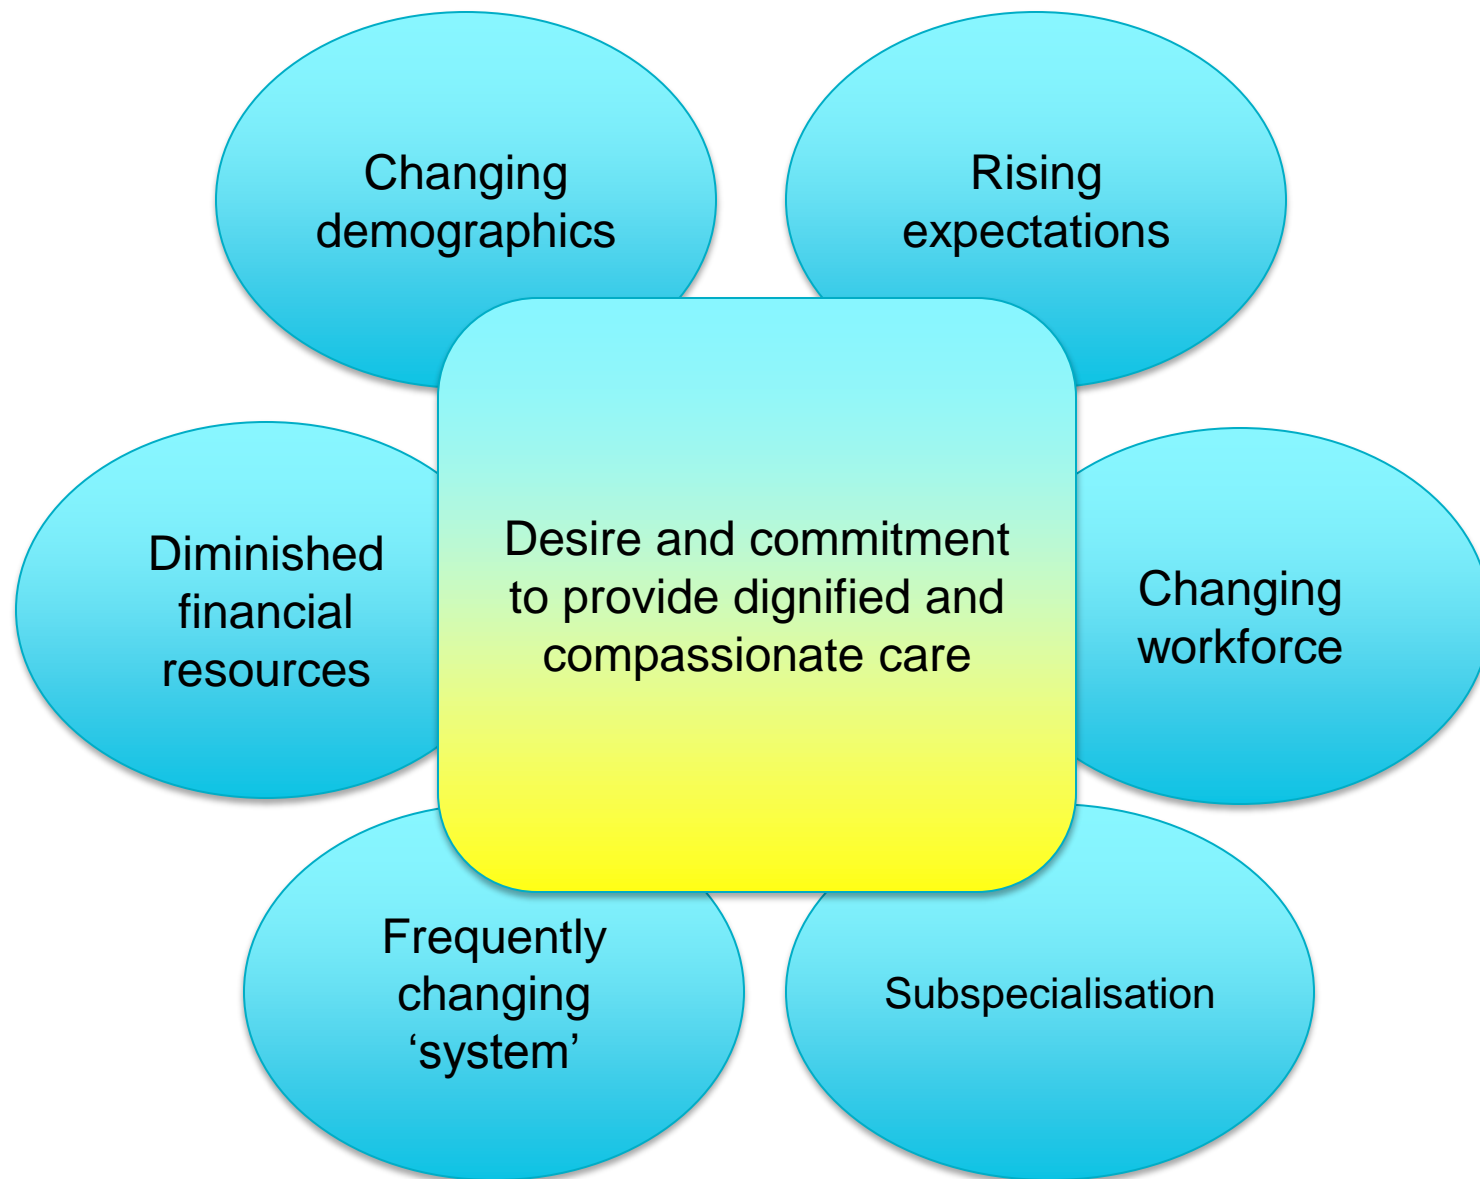 Changing
demographics
Rising
expectations
Diminished
financial
resources
Desire and commitment
to provide dignified and
compassionate care
Changing
workforce
Frequently
changing
‘system’
Subspecialisation